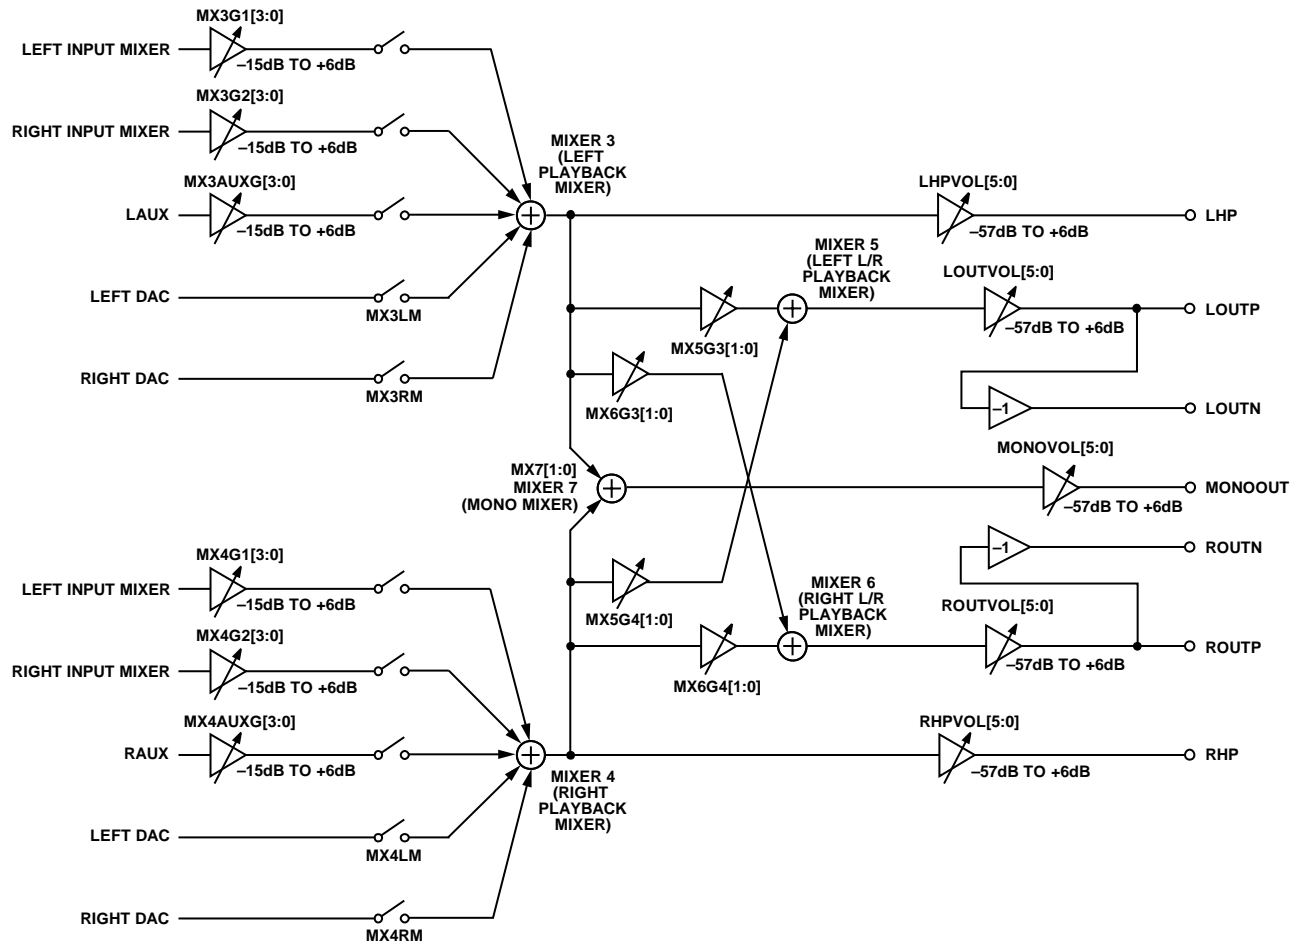 MX3G1[3:0]
LEFT INPUT MIXER
–15dB TO +6dB
MX3G2[3:0]
RIGHT INPUT MIXER
–15dB TO +6dB
MX3AUXG[3:0]
LAUX
–15dB TO +6dB
LEFT DAC
MX3LM
RIGHT DAC
MX3RM
MIXER 3
(LEFT
PLAYBACK
MIXER)
LHPVOL[5:0]
–57dB TO +6dB
LHP
MIXER 5
(LEFT L/R
PLAYBACK
MIXER)
LOUTVOL[5:0]
–57dB TO +6dB
LOUTP
MX5G3[1:0]
MX6G3[1:0]
–1
LOUTN
MX7[1:0]
MIXER 7
(MONO MIXER)
MONOVOL[5:0]
–57dB TO +6dB
MONOOUT
–1
ROUTN
MX5G4[1:0]
MIXER 6
(RIGHT L/R
PLAYBACK
MIXER)
ROUTVOL[5:0]
–57dB TO +6dB
ROUTP
MX6G4[1:0]
MX4G1[3:0]
LEFT INPUT MIXER
–15dB TO +6dB
MX4G2[3:0]
RIGHT INPUT MIXER
–15dB TO +6dB
MX4AUXG[3:0]
RAUX
–15dB TO +6dB
RHPVOL[5:0]
–57dB TO +6dB
RHP
MIXER 4
(RIGHT
PLAYBACK
MIXER)
LEFT DAC
MX4LM
RIGHT DAC
MX4RM